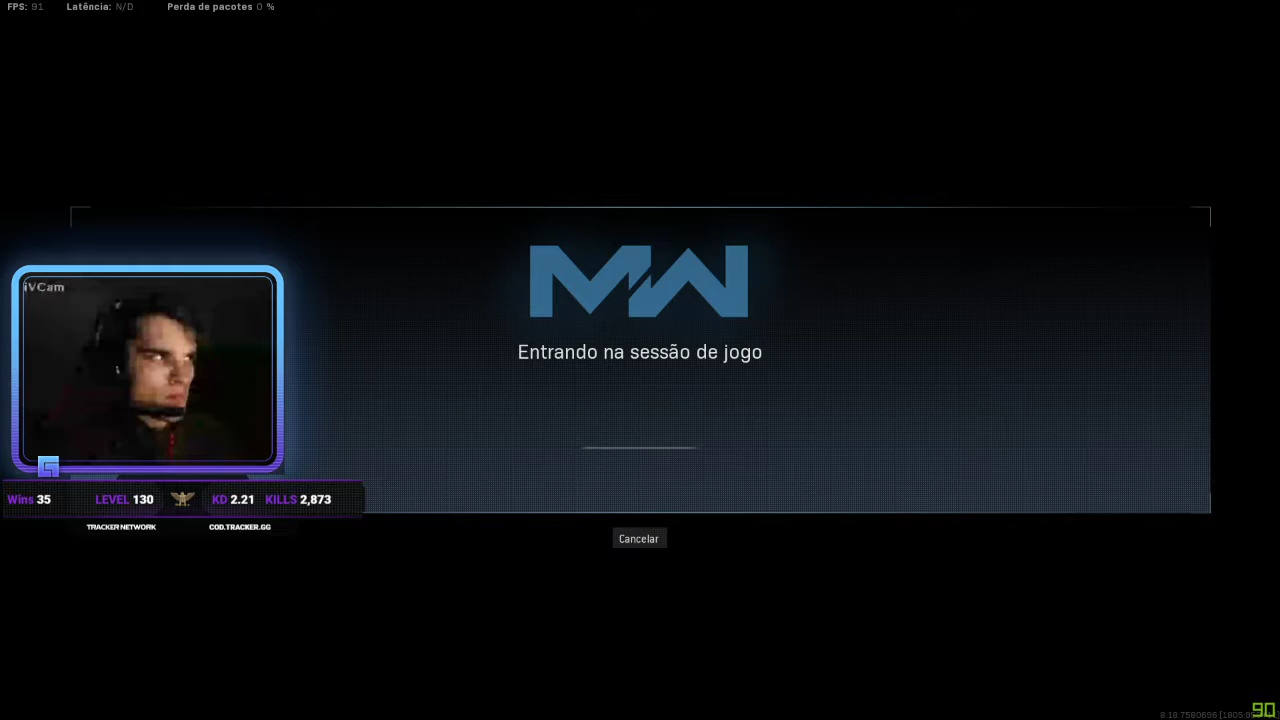 FPS: 91 Latência: N/D Perda de pacotes 0 %
MW
Entrando na sessão de jogo
iVCam
Wins 35 LEVEL 130 KD 2.21 KILLS 2,873
TRACKER NETWORK COD.TRACKER.GG
Cancelar
90